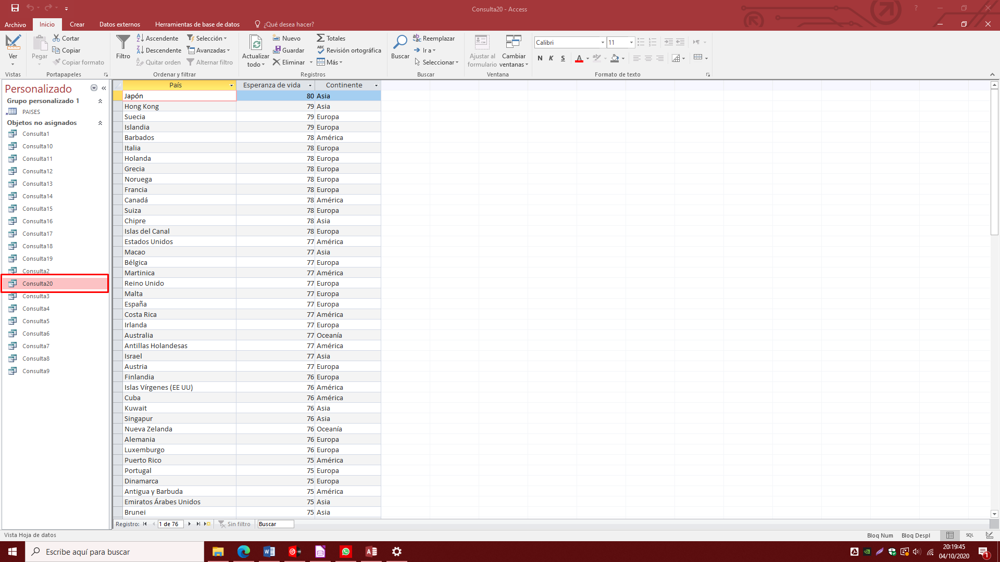 Consulta20 - Access
Archivo
Inicio
Crear
Datos externos
Herramientas de base de datos
¿Qué desea hacer?
Ver
Pegar
Cortar
Copiar
Copiar formato
Filtro
Ascendente
Descendente
Quitar orden
Selección
Avanzadas
Alternar filtro
Actualizar todo
Nuevo
Guardar
Eliminar
Totales
Revisión ortográfica
Más
Buscar
Reemplazar
Ir a
Seleccionar
Ajustar al formulario
Cambiar ventanas
Calibri
11
N K S
Vistas
Portapapeles
Ordenar y filtrar
Registros
Buscar
Ventana
Formato de texto
Personalizado
Grupo personalizado 1
PAISES
Objetos no asignados
Consulta1
Consulta10
Consulta11
Consulta12
Consulta13
Consulta14
Consulta15
Consulta16
Consulta17
Consulta18
Consulta19
Consulta2
Consulta20
Consulta3
Consulta4
Consulta5
Consulta6
Consulta7
Consulta8
Consulta9
País Esperanza de vida Continente
Japón 80 Asia
Hong Kong 79 Asia
Suecia 79 Europa
Islandia 79 Europa
Barbados 78 América
Italia 78 Europa
Holanda 78 Europa
Grecia 78 Europa
Noruega 78 Europa
Francia 78 Europa
Canadá 78 América
Suiza 78 Europa
Chipre 78 Asia
Islas del Canal 78 Europa
Estados Unidos 77 América
Macao 77 Asia
Bélgica 77 Europa
Martinica 77 América
Reino Unido 77 Europa
Malta 77 Europa
España 77 Europa
Costa Rica 77 América
Irlanda 77 Europa
Australia 77 Oceanía
Antillas Holandesas 77 América
Israel 77 Asia
Austria 77 Europa
Finlandia 76 Europa
Islas Vírgenes (EE UU) 76 América
Cuba 76 América
Kuwait 76 Asia
Singapur 76 Asia
Nueva Zelanda 76 Oceanía
Alemania 76 Europa
Luxemburgo 76 Europa
Puerto Rico 75 América
Portugal 75 Europa
Dinamarca 75 Europa
Antigua y Barbuda 75 América
Emiratos Árabes Unidos 75 Asia
Brunei 75 Asia
Registro: 1 de 76 Sin filtro Buscar
Vista Hoja de datos
Bloq Num Bloq Despl SQL
Escribe aquí para buscar
20:19:45
04/10/2020
1